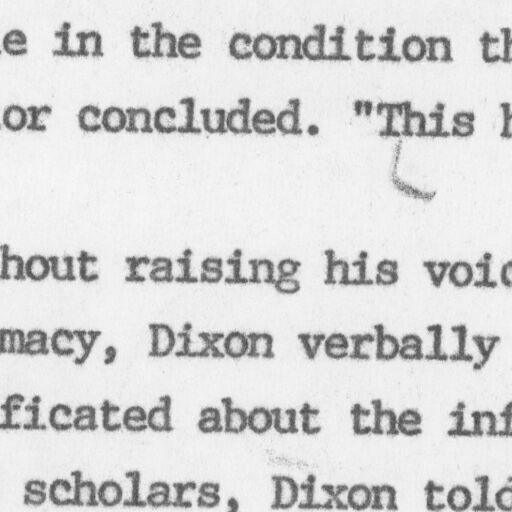 e in the condition th
or concluded. "This h
hout raising his voic
macy, Dixon verbally
ficated about the inf
scholars, Dixon told